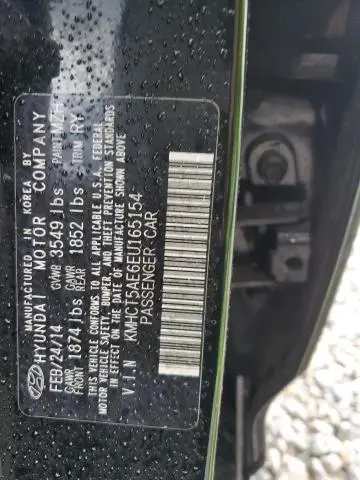 MANUFACTURED IN KOREA BY
HYUNDAI MOTOR COMPANY
FEB/24/14 GVWR 3549 lbs PAINT MZH
GAWR FRONT 1874 lbs GAWR REAR 1852 lbs TRIM RY
THIS VEHICLE CONFORMS TO ALL APPLICABLE U.S.A. FEDERAL
MOTOR VEHICLE SAFETY, BUMPER, AND THEFT PREVENTION STANDARDS
IN EFFECT ON THE DATE OF MANUFACTURE SHOWN ABOVE.
V.I.N KMHCT5AE6EU165154
PASSENGER CAR